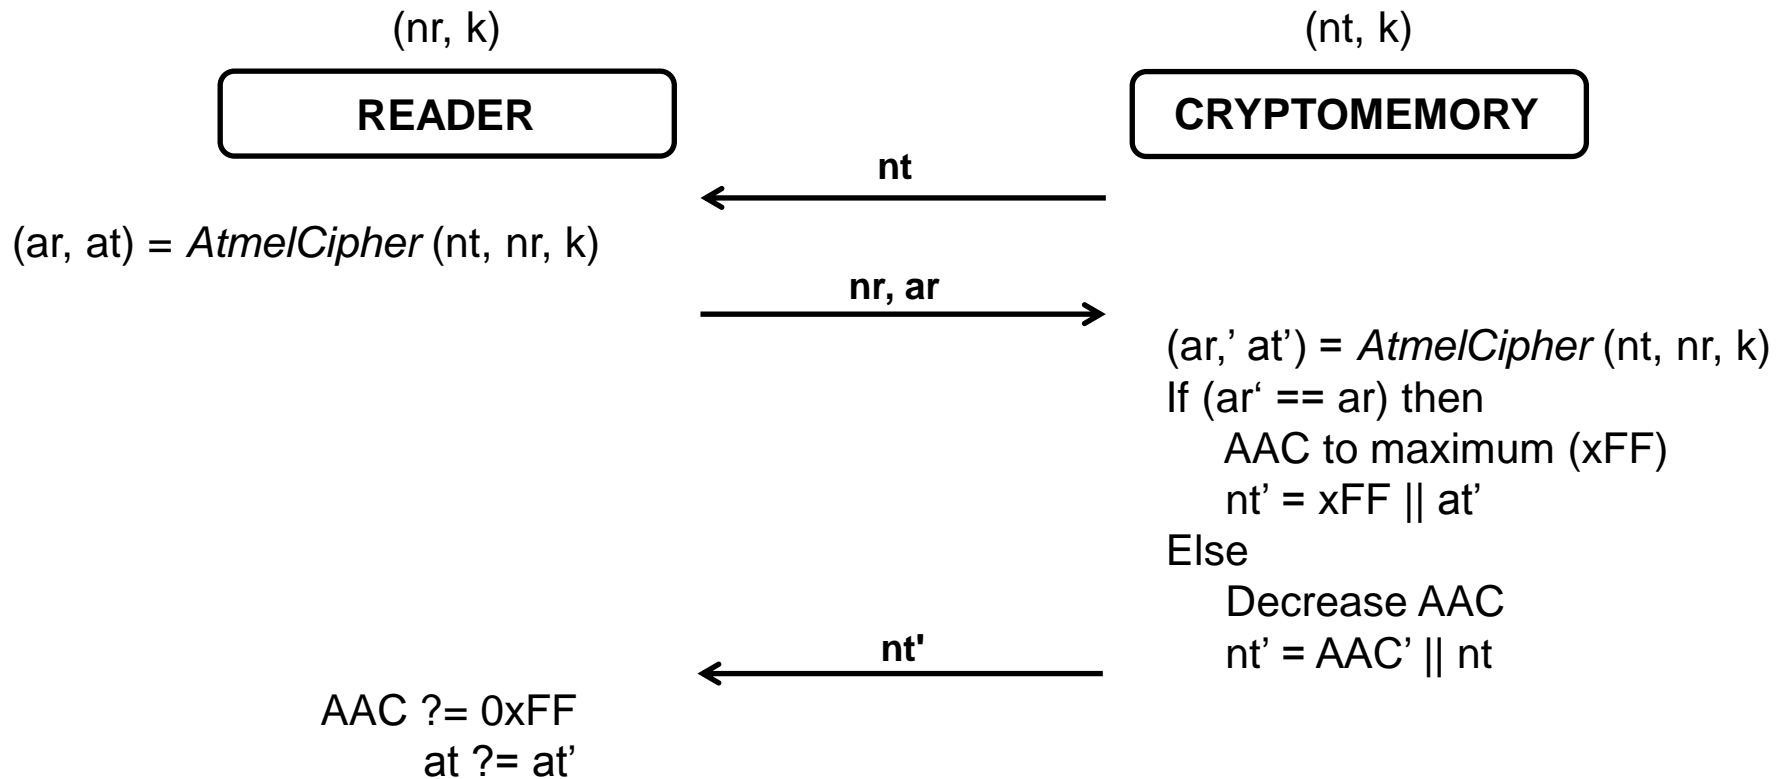 (nr, k)
(nt, k)
READER
CRYPTOMEMORY
nt
(ar, at) = AtmelCipher (nt, nr, k)
nr, ar
(ar,’ at’) = AtmelCipher (nt, nr, k)
If (ar‘ == ar) then
AAC to maximum (xFF)
nt’ = xFF || at’
Else
Decrease AAC
nt’ = AAC’ || nt
nt'
AAC ?= 0xFF
at ?= at’